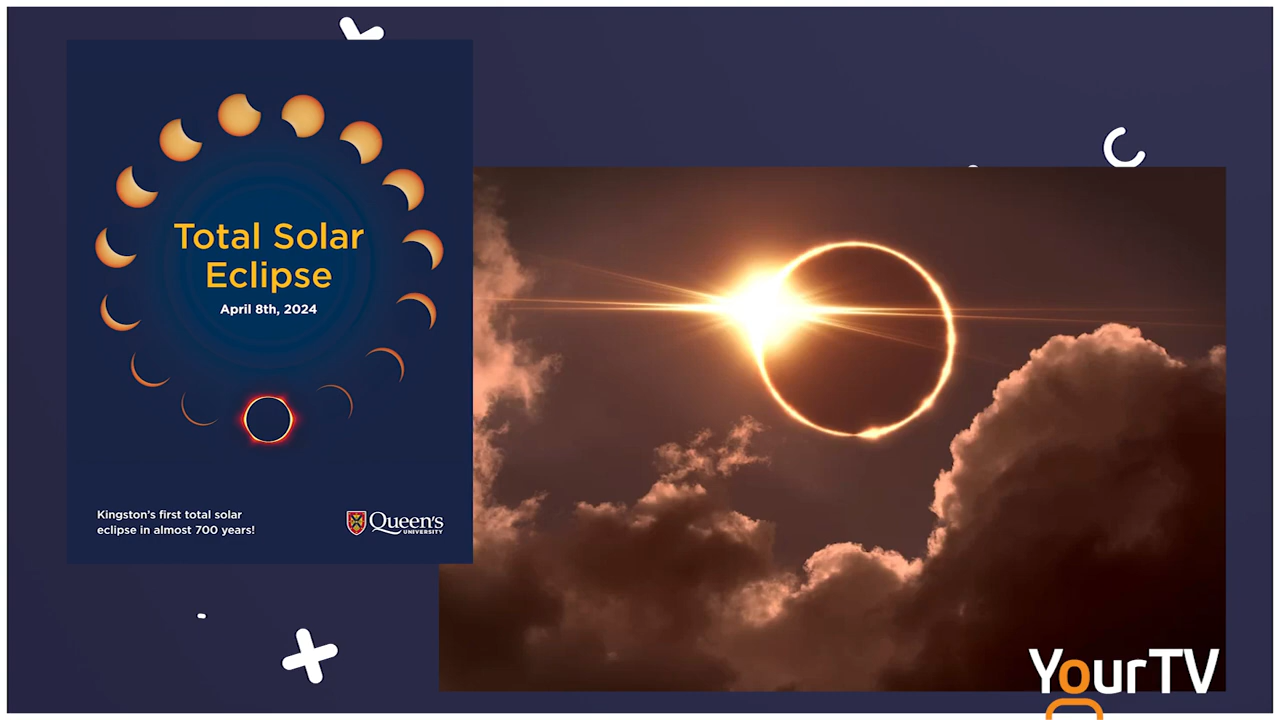 Total Solar
Eclipse
April 8th, 2024
Kingston's first total solar
eclipse in almost 700 years!
Queen's
UNIVERSITY
YourTV